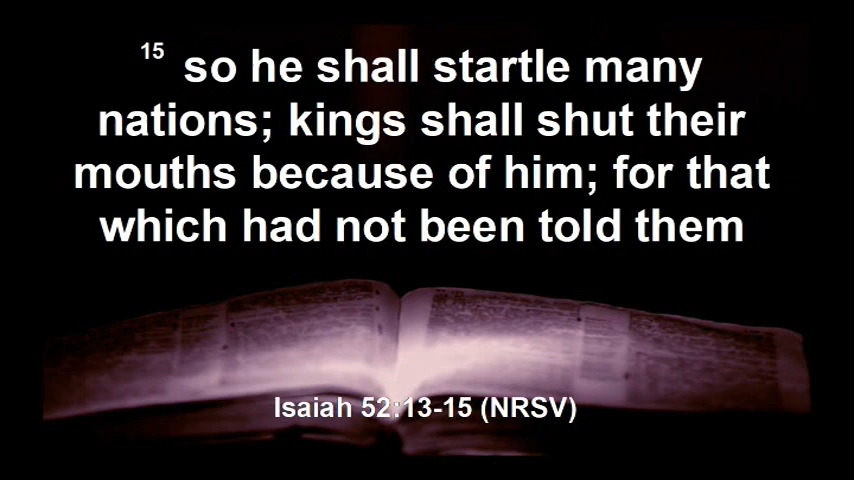 15 so he shall startle many
nations; kings shall shut their
mouths because of him; for that
which had not been told them
Isaiah 52:13-15 (NRSV)